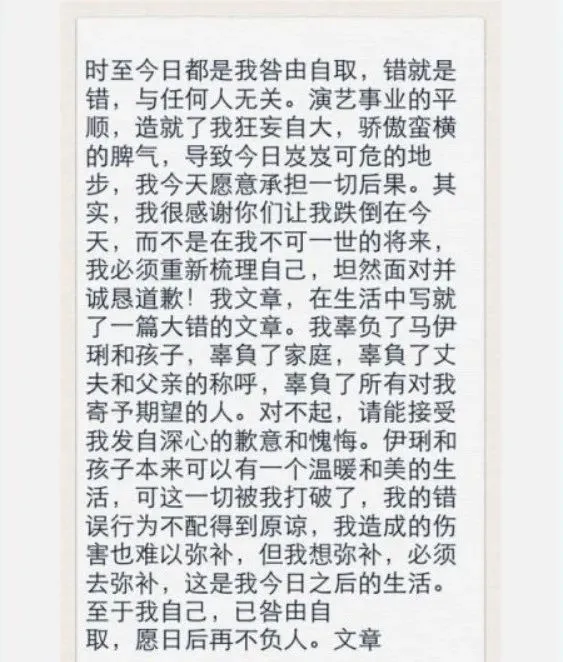 时至今日都是我咎由自取，错就是
错，与任何人无关。演艺事业的平
顺，造就了我狂妄自大，骄傲蛮横
的脾气，导致今日岌岌可危的地
步，我今天愿意承担一切后果。其
实，我很感谢你们让我跌倒在今
天，而不是在我不可一世的将来，
我必须重新梳理自己，坦然面对并
诚恳道歉！我文章，在生活中写就
了一篇大错的文章。我辜负了马伊
琍和孩子，辜負了家庭，辜負了丈
夫和父亲的称呼，辜負了所有对我
寄予期望的人。对不起，请能接受
我发自深心的歉意和愧悔。伊琍和
孩子本来可以有一个温暖和美的生
活，可这一切被我打破了，我的错
误行为不配得到原谅，我造成的伤
害也难以弥补，但我想弥补，必须
去弥补，这是我今日之后的生活。
至于我自己，已咎由自
取，愿日后再不负人。文章